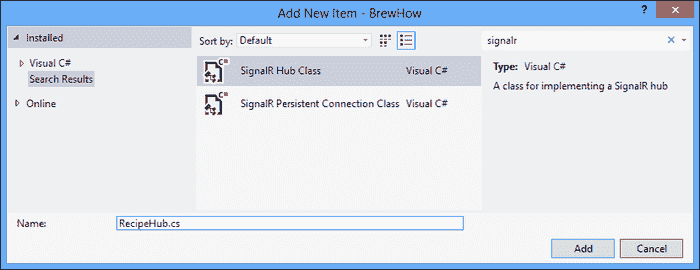 Add New Item - BrewHow
?
Installed
Sort by: Default
signalr
Visual C#
Search Results
Online
C# SignalR Hub Class Visual C#
C# SignalR Persistent Connection Class Visual C#
Type: Visual C#
A class for implementing a SignalR hub
Name: RecipeHub.cs
Add Cancel